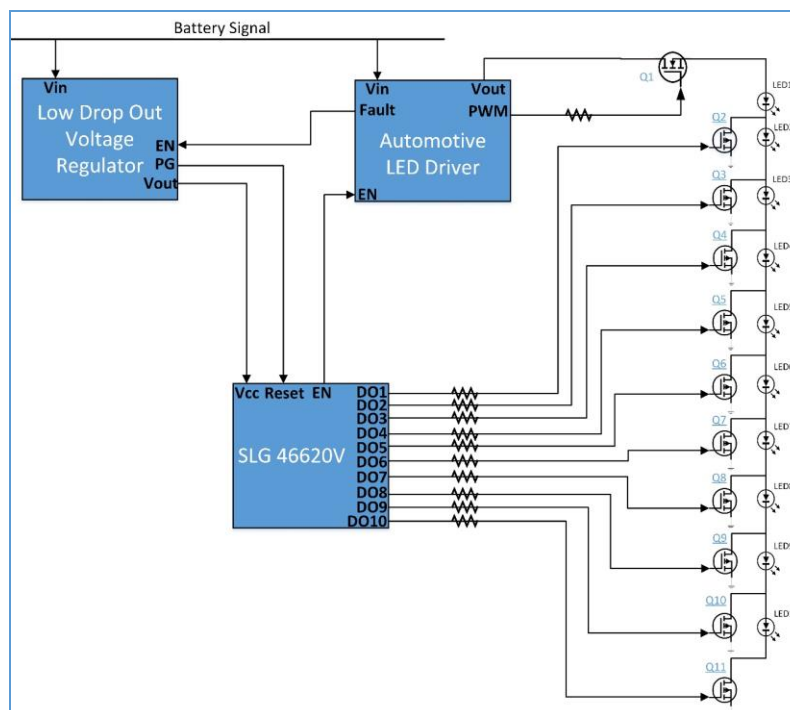 Battery Signal
Vin
Low Drop Out
Voltage
Regulator
EN
PG
Vout
Vin
Fault
Vout
PWM
Automotive
LED Driver
EN
Q1
LED1
Q2
Q3
LED3
Q4
Q5
Q6
Q7
Q8
Q9
Q10
Q11
Vcc Reset EN
SLG 46620V
DO1
DO2
DO3
DO4
DO5
DO6
DO7
DO8
DO9
DO10